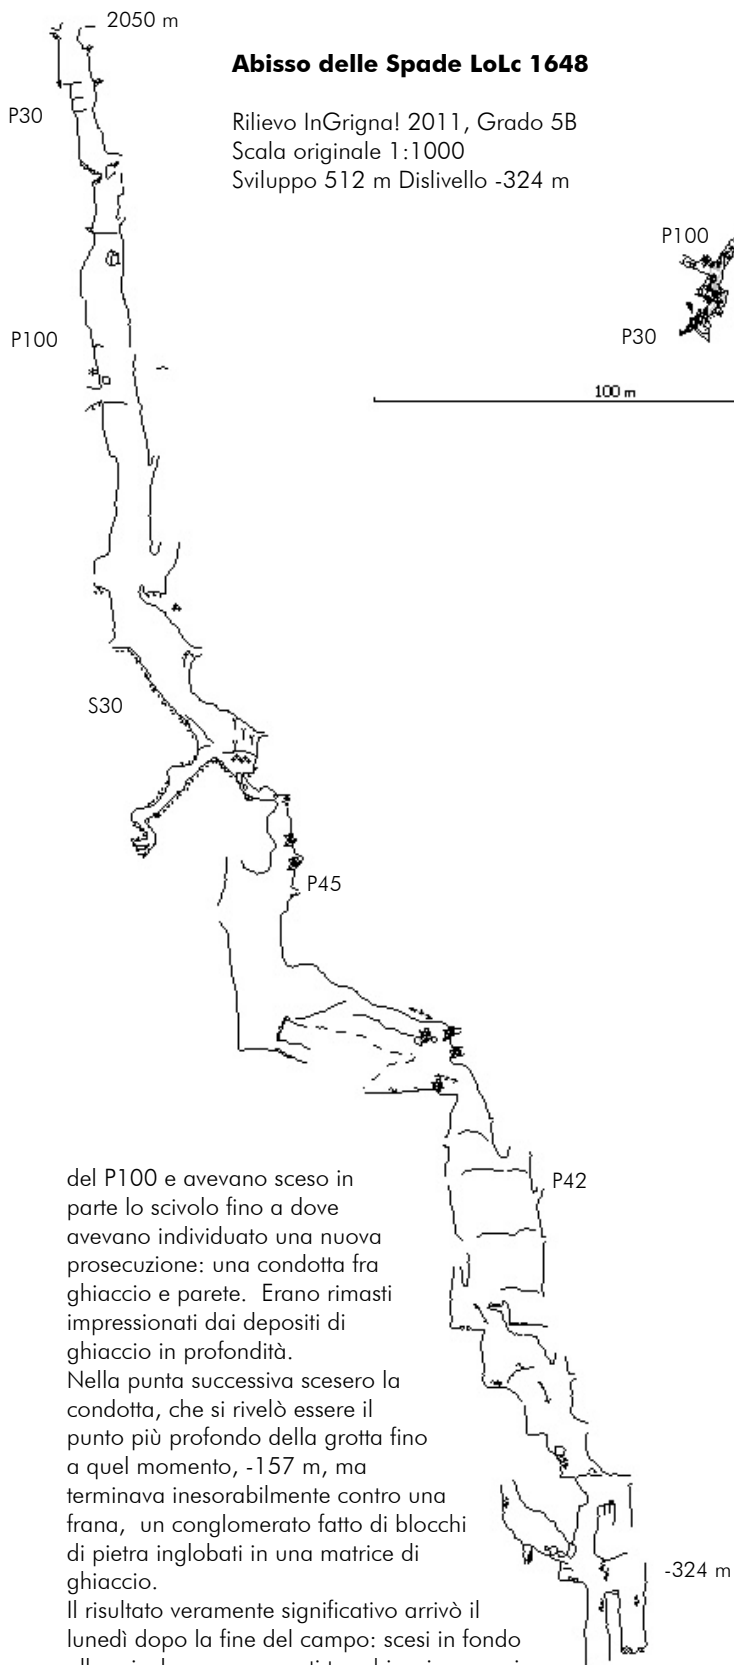 2050 m
Abisso delle Spade LoLc 1648
P30
Rilievo InGrigna! 2011, Grado 5B
Scala originale 1:1000
Sviluppo 512 m Dislivello -324 m
P100
P30
P100
100 m
S30
P45
P42
del P100 e avevano sceso in
parte lo scivolo fino a dove
avevano individuato una nuova
prosecuzione: una condotta fra
ghiaccio e parete.  Erano rimasti
impressionati dai depositi di
ghiaccio in profondità.
Nella punta successiva scesero la
condotta, che si rivelò essere il
punto più profondo della grotta fino
a quel momento, -157 m, ma
terminava inesorabilmente contro una
frana,  un conglomerato fatto di blocchi
di pietra inglobati in una matrice di
ghiaccio.
-324 m
Il risultato veramente significativo arrivò il
lunedì dopo la fine del campo: scesi in fondo